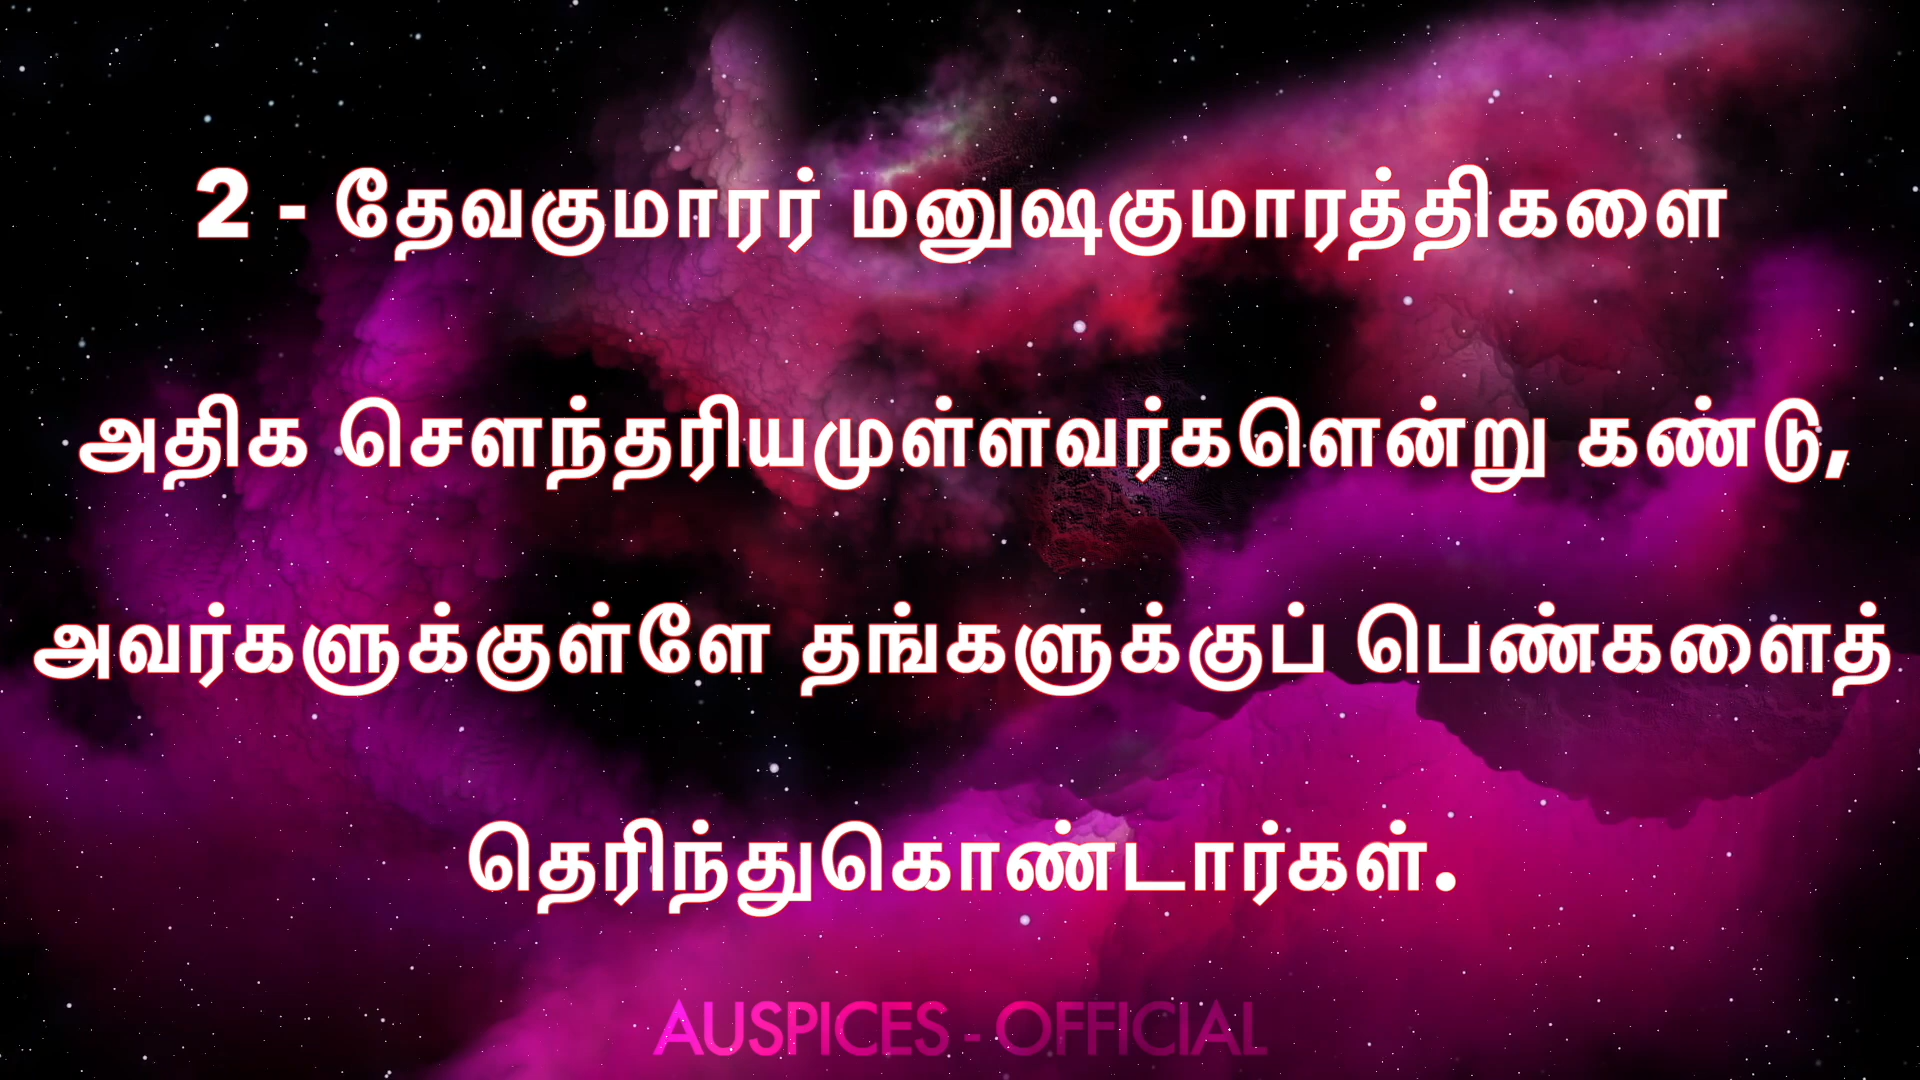 2 - தேவகுமாரர் மனுஷகுமாரத்திகளை
அதிக சௌந்தரியமுள்ளவர்களென்று கண்டு,
அவர்களுக்குள்ளே தங்களுக்குப் பெண்களைத்
தெரிந்துகொண்டார்கள்.
AUSPICES - OFFICIAL